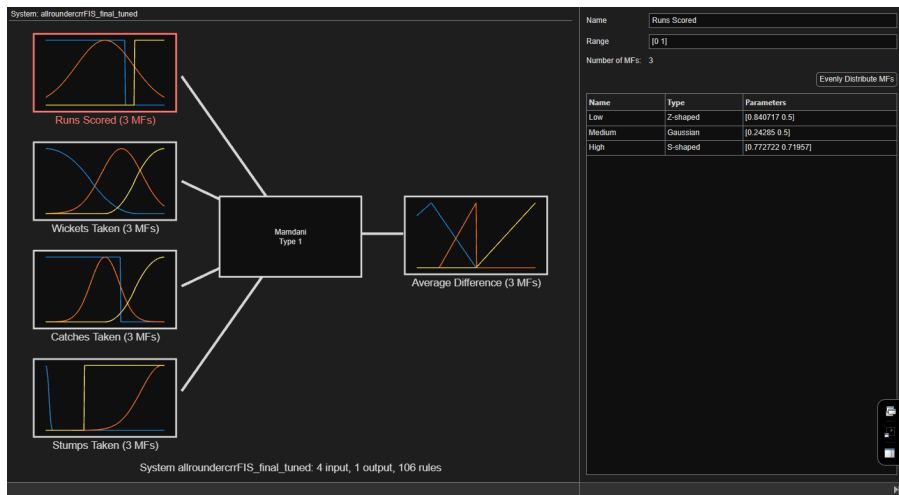 System: allroundercrrFIS_final_tuned
Runs Scored (3 MFs)
Wickets Taken (3 MFs)
Catches Taken (3 MFs)
Stumps Taken (3 MFs)
Mamdani
Type 1
Average Difference (3 MFs)
System allroundercrrFIS_final_tuned: 4 input, 1 output, 106 rules
Name Runs Scored
Range [0 1]
Number of MFs: 3
Evenly Distribute MFs
Name Type Parameters
Low Z-shaped [0.840717 0.5]
Medium Gaussian [0.24285 0.5]
High S-shaped [0.772722 0.71957]